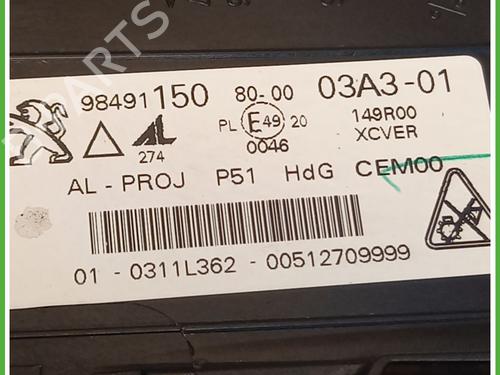 98491150 80-00 03A3-01
PL E49 20 149R00
274 0046 XCVER
AL - PROJ P51 HdG CEM00
01 - 0311L362 - 00512709999
PARTS